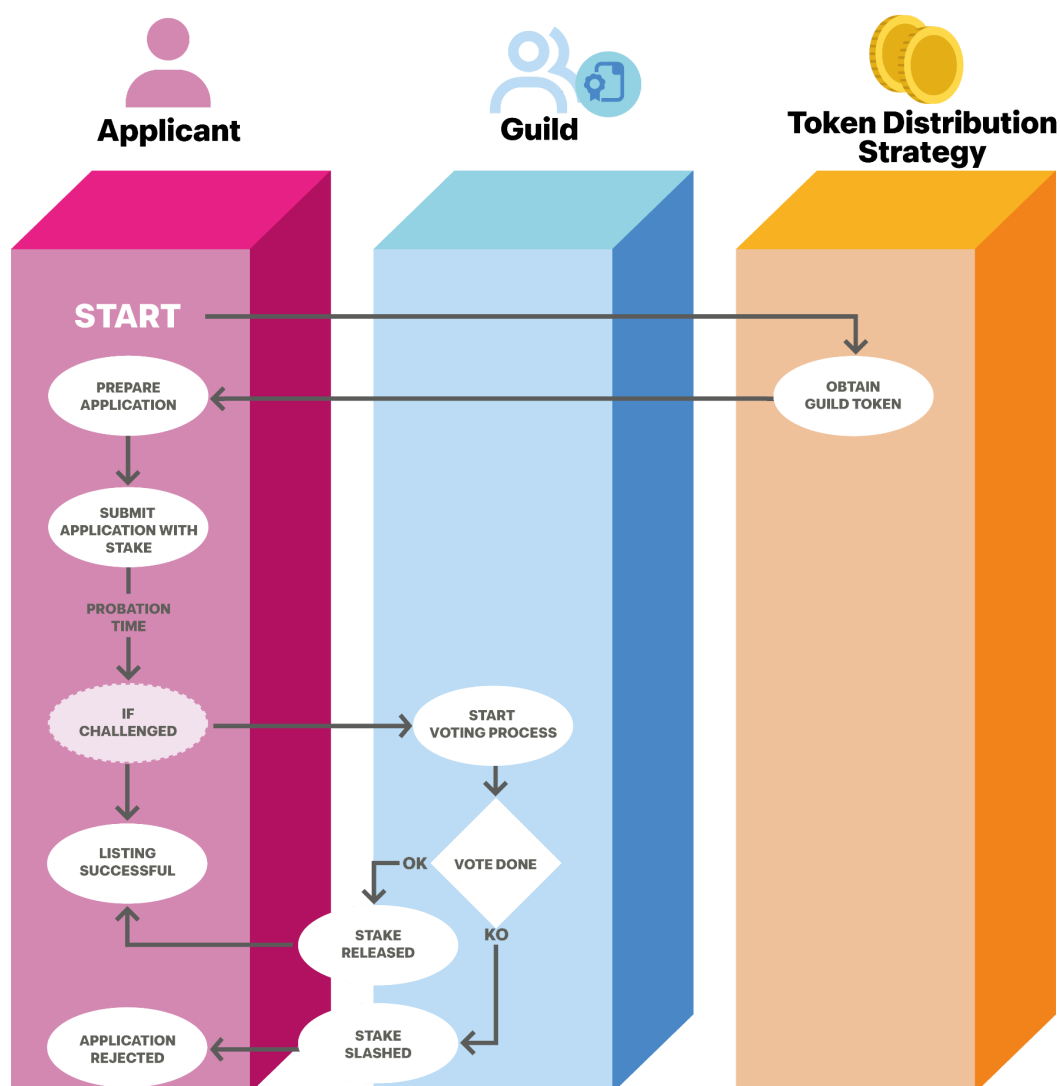 Applicant
Guild
Token Distribution
Strategy
START
PREPARE
APPLICATION
OBTAIN
GUILD TOKEN
SUBMIT
APPLICATION WITH
STAKE
PROBATION
TIME
IF
CHALLENGED
START
VOTING PROCESS
LISTING
SUCCESSFUL
OK
VOTE DONE
KO
STAKE
RELEASED
APPLICATION
REJECTED
STAKE
SLASHED